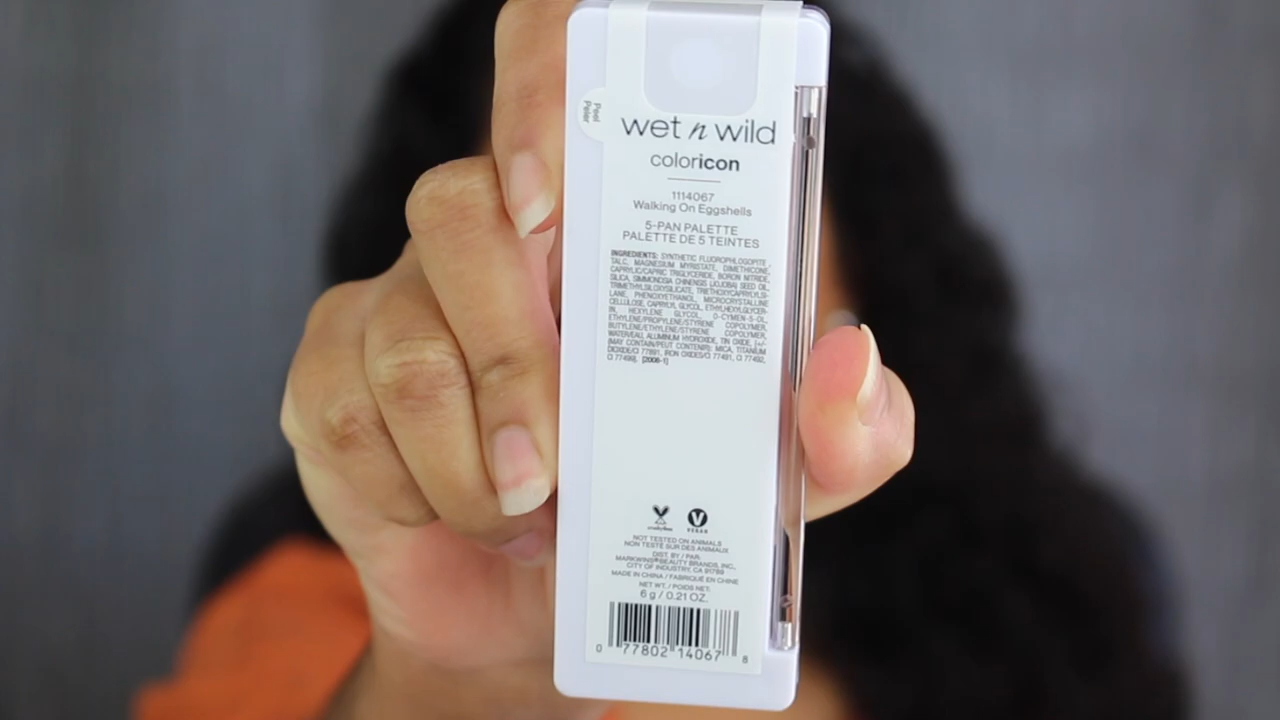 Peel
Peler
wet n wild
coloricon
1114067
Walking On Eggshells
5-PAN PALETTE
PALETTE DE 5 TEINTES
INGREDIENTS: SYNTHETIC FLUORPHLOGOPITE,
TALC, MAGNESIUM MYRISTATE, DIMETHICONE,
CAPRYLIC/CAPRIC TRIGLYCERIDE, BORON NITRIDE,
SILICA, SIMMONDSIA CHINENSIS (JOJOBA) SEED OIL,
TRIMETHYLSILOXYSILICATE, TRIETHOXYCAPRYLYLSI-
LANE, PHENOXYETHANOL, MICROCRYSTALLINE
CELLULOSE, CAPRYLYL GLYCOL, ETHYLHEXYLGLYCER-
IN, HEXYLENE GLYCOL, O-CYMEN-5-OL,
ETHYLENE/PROPYLENE/STYRENE COPOLYMER,
BUTYLENE/ETHYLENE/STYRENE COPOLYMER,
WATER/EAU, ALUMINUM HYDROXIDE, TIN OXIDE, [+/-
(MAY CONTAIN/PEUT CONTENIR): MICA, TITANIUM
DIOXIDE/CI 77891, IRON OXIDES/CI 77491, CI 77492,
CI 77499]. [2008-1]
VEGAN
NOT TESTED ON ANIMALS
NON TESTÉ SUR DES ANIMAUX
DIST. BY / PAR.
MARKWINS® BEAUTY BRANDS, INC.,
CITY OF INDUSTRY, CA 91789
MADE IN CHINA / FABRIQUÉ EN CHINE
NET WT. / POIDS NET:
6 g / 0.21 OZ.
0 77802 14067 8